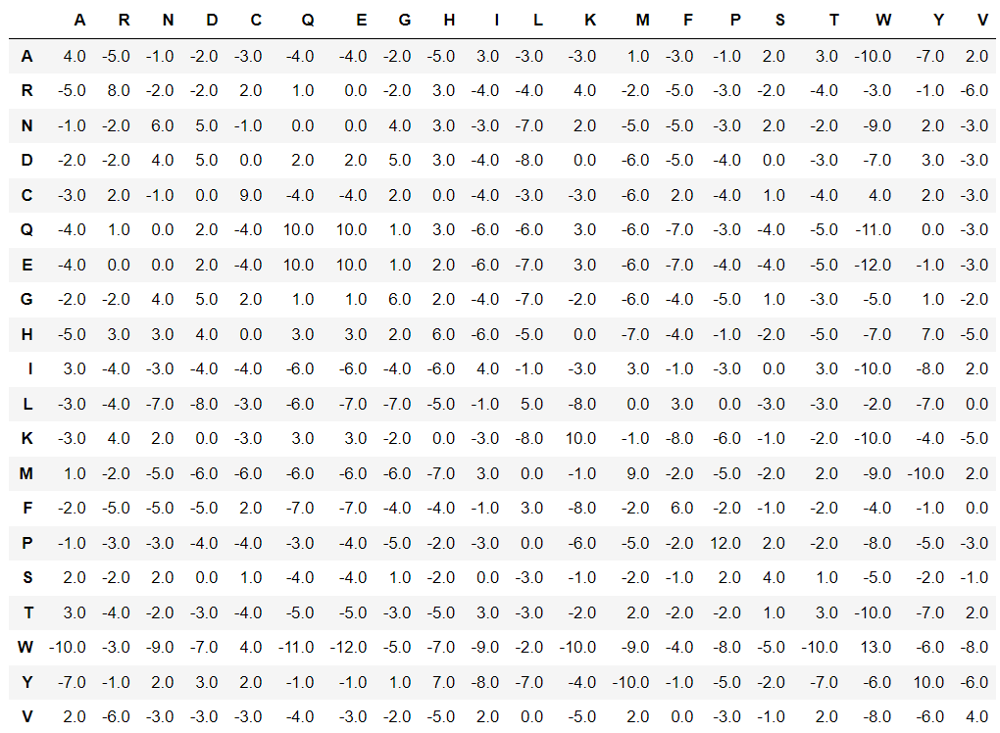 A R N D C Q E G H I L K M F P S T W Y V
A 4.0 -5.0 -1.0 -2.0 -3.0 -4.0 -4.0 -2.0 -5.0 3.0 -3.0 -3.0 1.0 -3.0 -1.0 2.0 3.0 -10.0 -7.0 2.0
R -5.0 8.0 -2.0 -2.0 2.0 1.0 0.0 -2.0 3.0 -4.0 -4.0 4.0 -2.0 -5.0 -3.0 -2.0 -4.0 -3.0 -1.0 -6.0
N -1.0 -2.0 6.0 5.0 -1.0 0.0 0.0 4.0 3.0 -3.0 -7.0 2.0 -5.0 -5.0 -3.0 2.0 -2.0 -9.0 2.0 -3.0
D -2.0 -2.0 4.0 5.0 0.0 2.0 2.0 5.0 3.0 -4.0 -8.0 0.0 -6.0 -5.0 -4.0 0.0 -3.0 -7.0 3.0 -3.0
C -3.0 2.0 -1.0 0.0 9.0 -4.0 -4.0 2.0 0.0 -4.0 -3.0 -3.0 -6.0 2.0 -4.0 1.0 -4.0 4.0 2.0 -3.0
Q -4.0 1.0 0.0 2.0 -4.0 10.0 10.0 1.0 3.0 -6.0 -6.0 3.0 -6.0 -7.0 -3.0 -4.0 -5.0 -11.0 0.0 -3.0
E -4.0 0.0 0.0 2.0 -4.0 10.0 10.0 1.0 2.0 -6.0 -7.0 3.0 -6.0 -7.0 -4.0 -4.0 -5.0 -12.0 -1.0 -3.0
G -2.0 -2.0 4.0 5.0 2.0 1.0 1.0 6.0 2.0 -4.0 -7.0 -2.0 -6.0 -4.0 -5.0 1.0 -3.0 -5.0 1.0 -2.0
H -5.0 3.0 3.0 4.0 0.0 3.0 3.0 2.0 6.0 -6.0 -5.0 0.0 -7.0 -4.0 -1.0 -2.0 -5.0 -7.0 7.0 -5.0
I 3.0 -4.0 -3.0 -4.0 -4.0 -6.0 -6.0 -4.0 -6.0 4.0 -1.0 -3.0 3.0 -1.0 -3.0 0.0 3.0 -10.0 -8.0 2.0
L -3.0 -4.0 -7.0 -8.0 -3.0 -6.0 -7.0 -7.0 -5.0 -1.0 5.0 -8.0 0.0 3.0 0.0 -3.0 -3.0 -2.0 -7.0 0.0
K -3.0 4.0 2.0 0.0 -3.0 3.0 3.0 -2.0 0.0 -3.0 -8.0 10.0 -1.0 -8.0 -6.0 -1.0 -2.0 -10.0 -4.0 -5.0
M 1.0 -2.0 -5.0 -6.0 -6.0 -6.0 -6.0 -6.0 -7.0 3.0 0.0 -1.0 9.0 -2.0 -5.0 -2.0 2.0 -9.0 -10.0 2.0
F -2.0 -5.0 -5.0 -5.0 2.0 -7.0 -7.0 -4.0 -4.0 -1.0 3.0 -8.0 -2.0 6.0 -2.0 -1.0 -2.0 -4.0 -1.0 0.0
P -1.0 -3.0 -3.0 -4.0 -4.0 -3.0 -4.0 -5.0 -2.0 -3.0 0.0 -6.0 -5.0 -2.0 12.0 2.0 -2.0 -8.0 -5.0 -3.0
S 2.0 -2.0 2.0 0.0 1.0 -4.0 -4.0 1.0 -2.0 0.0 -3.0 -1.0 -2.0 -1.0 2.0 4.0 1.0 -5.0 -2.0 -1.0
T 3.0 -4.0 -2.0 -3.0 -4.0 -5.0 -5.0 -3.0 -5.0 3.0 -3.0 -2.0 2.0 -2.0 -2.0 1.0 3.0 -10.0 -7.0 2.0
W -10.0 -3.0 -9.0 -7.0 4.0 -11.0 -12.0 -5.0 -7.0 -9.0 -2.0 -10.0 -9.0 -4.0 -8.0 -5.0 -10.0 13.0 -6.0 -8.0
Y -7.0 -1.0 2.0 3.0 2.0 -1.0 -1.0 1.0 7.0 -8.0 -7.0 -4.0 -10.0 -1.0 -5.0 -2.0 -7.0 -6.0 10.0 -6.0
V 2.0 -6.0 -3.0 -3.0 -3.0 -4.0 -3.0 -2.0 -5.0 2.0 0.0 -5.0 2.0 0.0 -3.0 -1.0 2.0 -8.0 -6.0 4.0